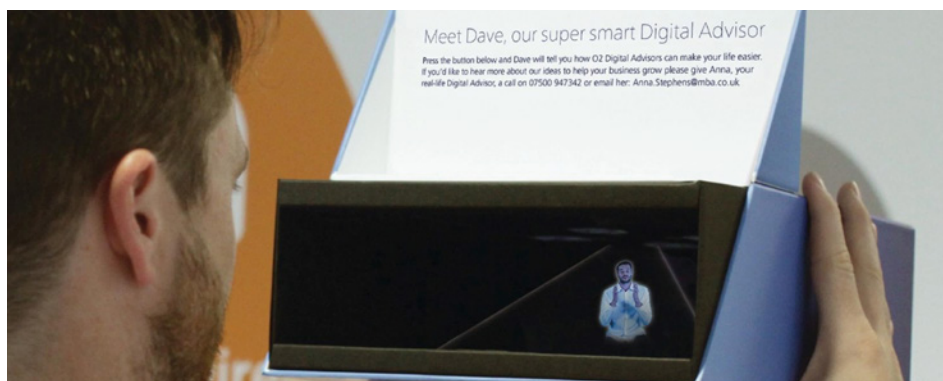 Meet Dave, our super smart Digital Advisor
Press the button below and Dave will tell you how O2 Digital Advisors can make your life easier.
If you'd like to hear more about our ideas to help your business grow please give Anna, your
real-life Digital Advisor, a call on 07500 947342 or email her: Anna.Stephens@mba.co.uk